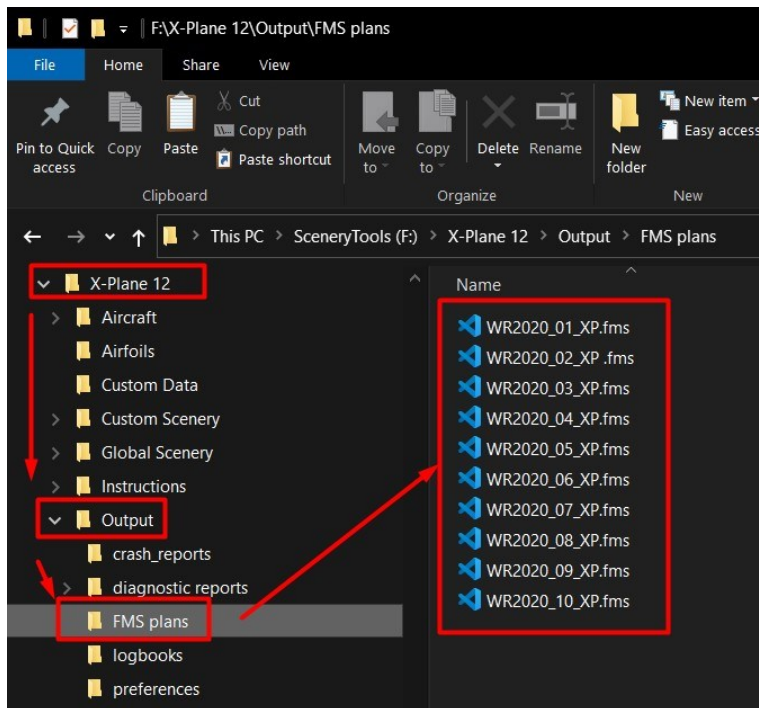 F:\X-Plane 12\Output\FMS plans
File Home Share View
Pin to Quick access
Copy
Paste
Cut
Copy path
Paste shortcut
Clipboard
Move to
Copy to
Delete
Rename
Organize
New folder
New item
Easy access
New
This PC > SceneryTools (F:) > X-Plane 12 > Output > FMS plans
X-Plane 12
Aircraft
Airfoils
Custom Data
Custom Scenery
Global Scenery
Instructions
Output
crash_reports
diagnostic reports
FMS plans
logbooks
preferences
Name
WR2020_01_XP.fms
WR2020_02_XP .fms
WR2020_03_XP.fms
WR2020_04_XP.fms
WR2020_05_XP.fms
WR2020_06_XP.fms
WR2020_07_XP.fms
WR2020_08_XP.fms
WR2020_09_XP.fms
WR2020_10_XP.fms